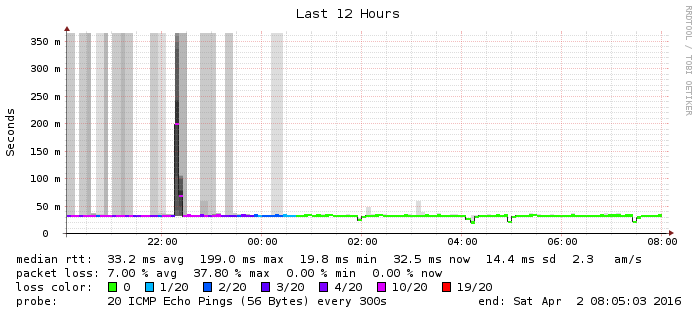 Last 12 Hours
RRDTOOL / TOBI OETIKER
Seconds
350 m
300 m
250 m
200 m
150 m
100 m
50 m
0
22:00 00:00 02:00 04:00 06:00 08:00
median rtt: 33.2 ms avg 199.0 ms max 19.8 ms min 32.5 ms now 14.4 ms sd 2.3 am/s
packet loss: 7.00 % avg 37.80 % max 0.00 % min 0.00 % now
loss color: 0 1/20 2/20 3/20 4/20 10/20 19/20
probe: 20 ICMP Echo Pings (56 Bytes) every 300s end: Sat Apr 2 08:05:03 2016